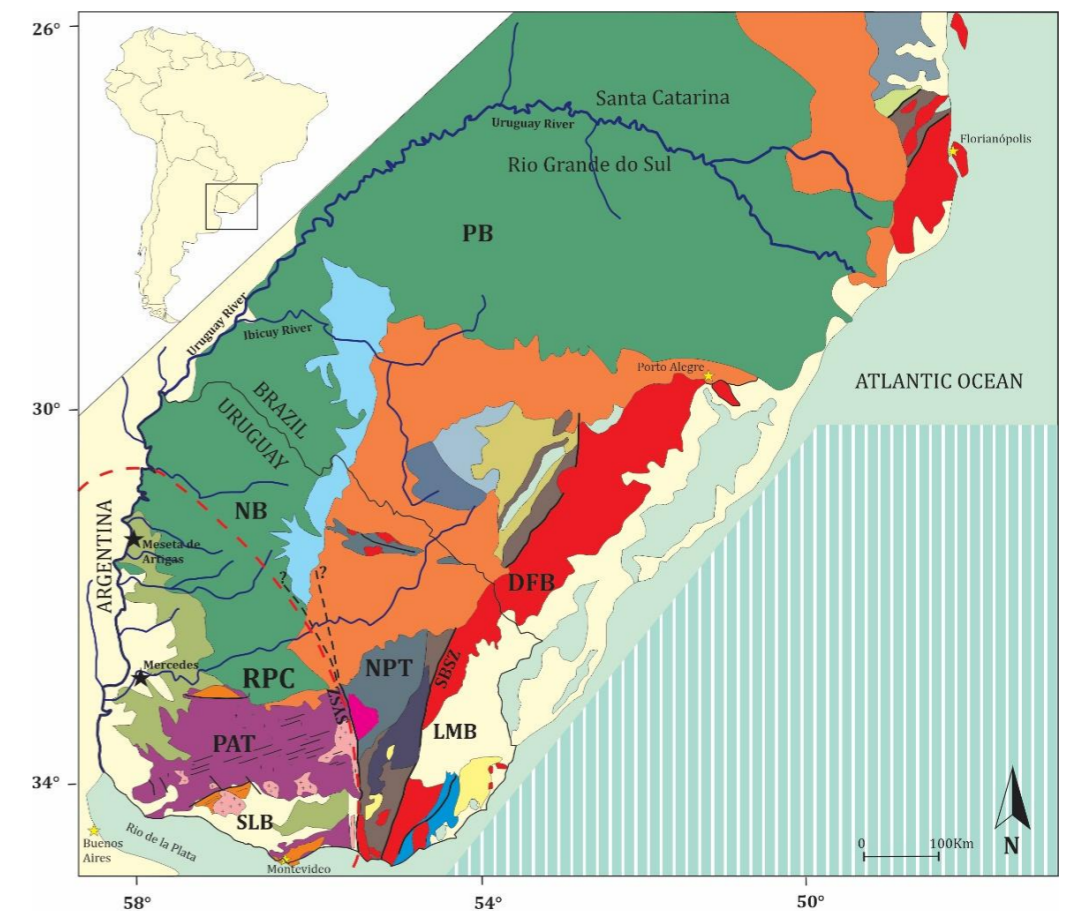 26°
Santa Catarina
Uruguay River
Florianópolis
Rio Grande do Sul
PB
Uruguay River
Ibicuy River
Porto Alegre
ATLANTIC OCEAN
30°
BRAZIL
URUGUAY
ARGENTINA
NB
Meseta de
Artigas
?
?
DFB
Mercedes
RPC
NPT
SBSZ
SYSZ
PAT
LMB
34°
SLB
Rio de la Plata
Buenos
Aires
Montevideo
0
100Km
N
58°
54°
50°